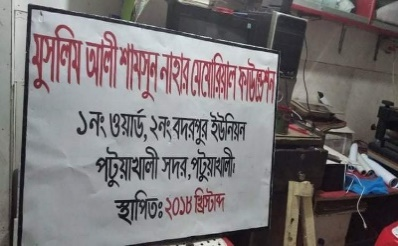 মুসলিম আলী শামসুন নাহার মেমোরিয়াল ফাউন্ডেশন
১নং ওয়ার্ড, ২নং বদরপুর ইউনিয়ন
পটুয়াখালী সদর, পটুয়াখালী।
স্থাপিতঃ ২০১৪ খ্রিস্টাব্দ